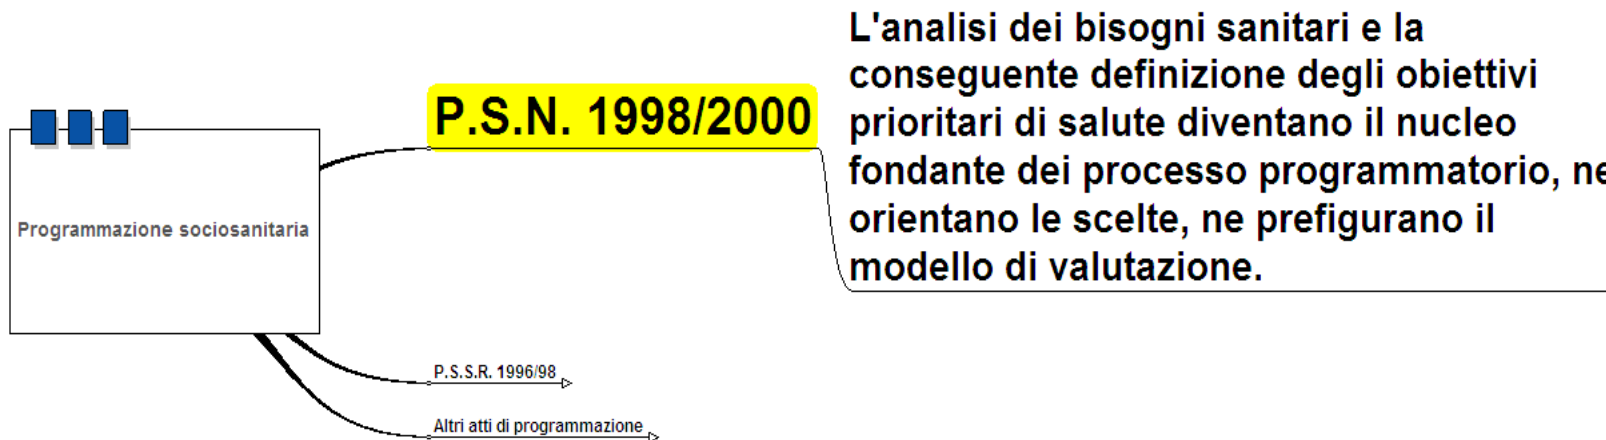 Programmazione sociosanitaria
P.S.N. 1998/2000
L'analisi dei bisogni sanitari e la
conseguente definizione degli obiettivi
prioritari di salute diventano il nucleo
fondante dei processo programmatorio, ne
orientano le scelte, ne prefigurano il
modello di valutazione.
P.S.S.R. 1996/98
Altri atti di programmazione